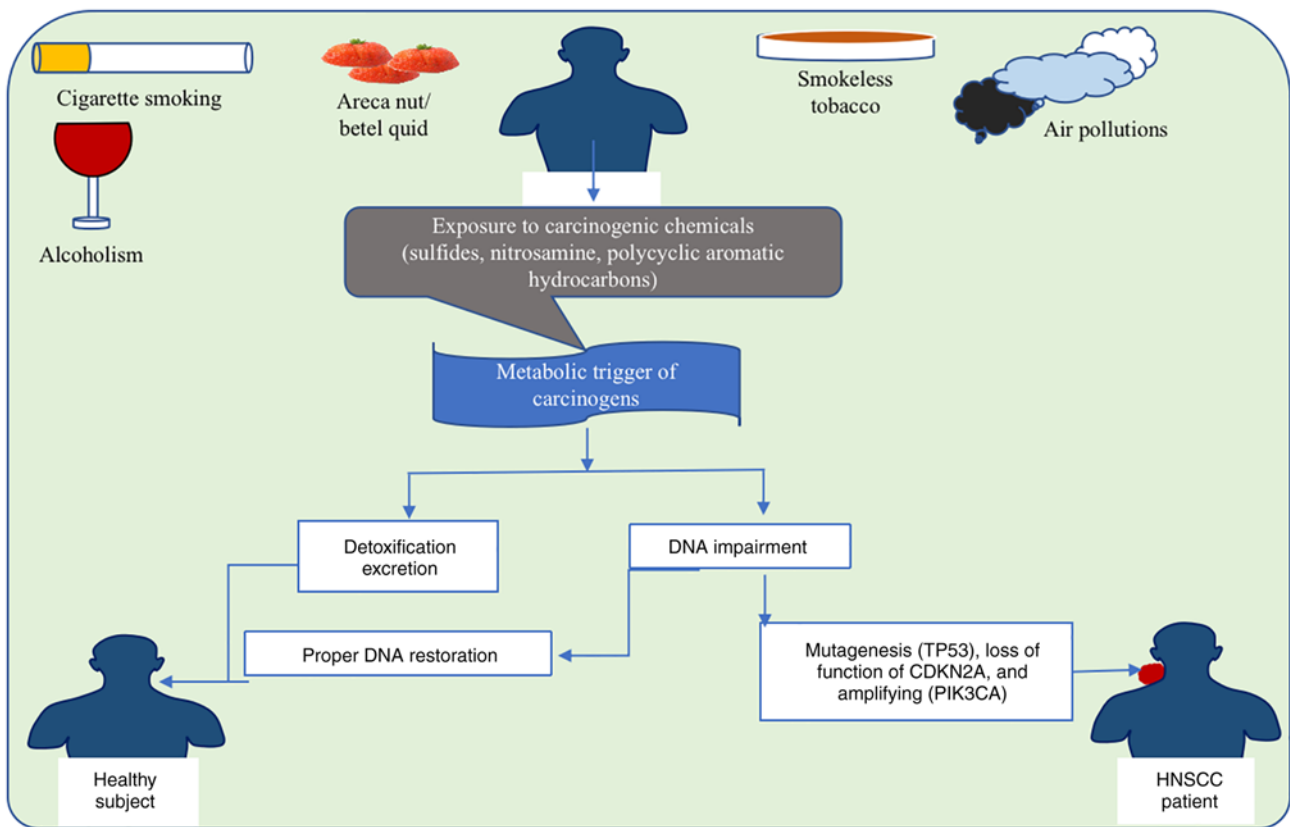 Cigarette smoking
Areca nut/
betel quid
Smokeless
tobacco
Air pollutions
Alcoholism
Exposure to carcinogenic chemicals
(sulfides, nitrosamine, polycyclic aromatic
hydrocarbons)
Metabolic trigger of
carcinogens
Detoxification
excretion
DNA impairment
Proper DNA restoration
Mutagenesis (TP53), loss of
function of CDKN2A, and
amplifying (PIK3CA)
Healthy
subject
HNSCC
patient